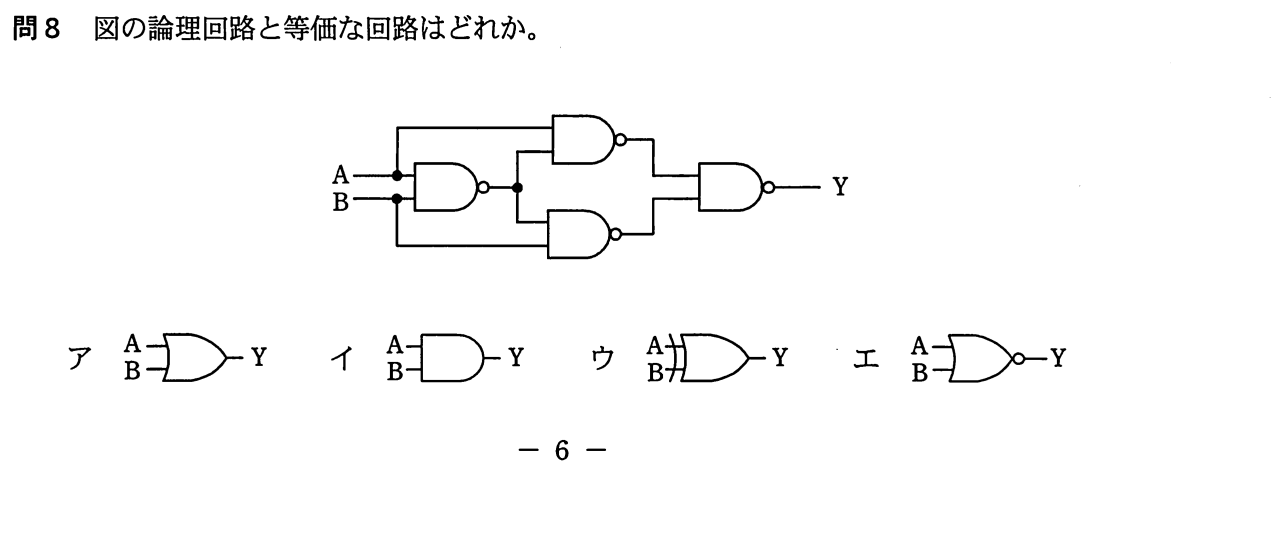 問8 図の論理回路と等価な回路はどれか。
A
B
Y
ア A B Y イ A B Y ウ A B Y エ A B Y
－ 6 －